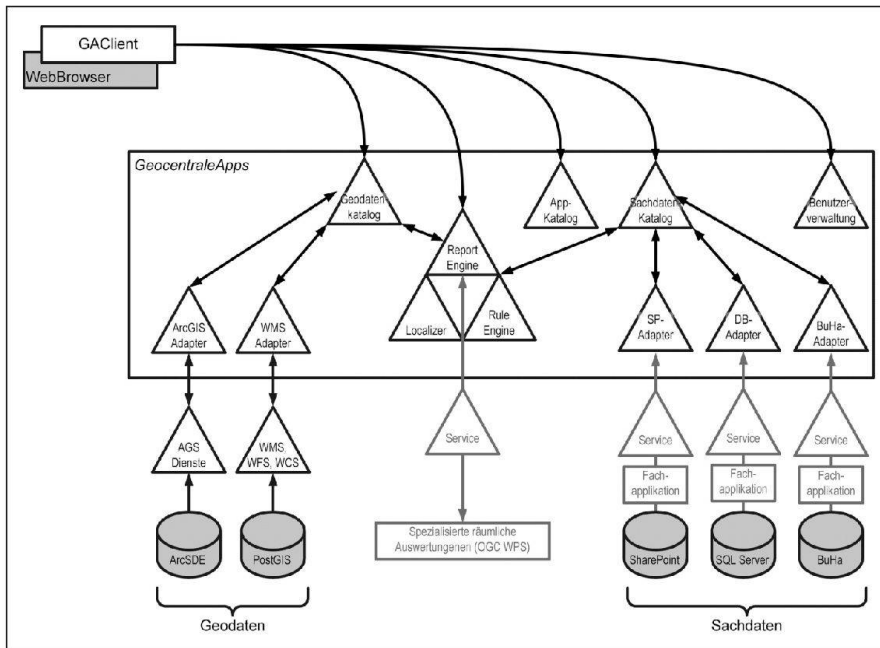 GAClient
WebBrowser
GeocentraleApps
Geodaten-
katalog
App-
Katalog
Sachdaten-
Katalog
Benutzer-
verwaltung
Report
Engine
Localizer
Rule
Engine
ArcGIS
Adapter
WMS
Adapter
SP-
Adapter
DB-
Adapter
BuHa-
Adapter
AGS
Dienste
WMS,
WFS, WCS
Service
Service
Service
Service
Fach-
applikation
Fach-
applikation
Fach-
applikation
Spezialisierte räumliche
Auswertungenen (OGC WPS)
ArcSDE
PostGIS
SharePoint
SQL Server
BuHa
Geodaten
Sachdaten